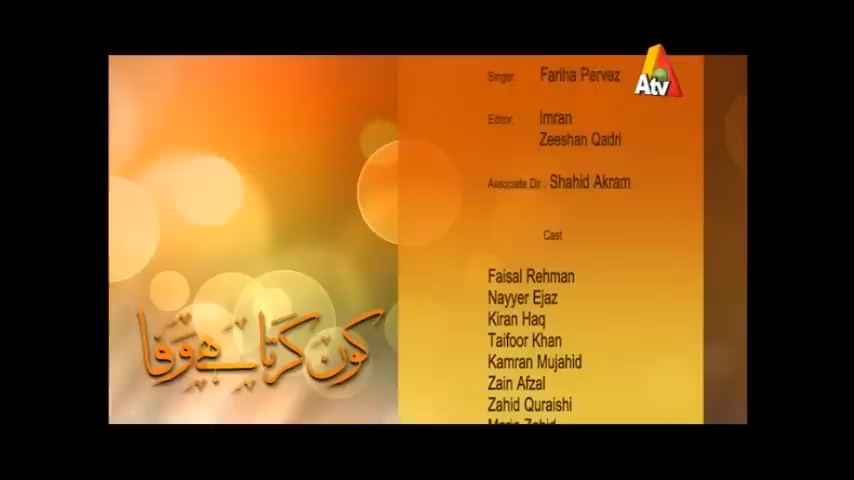 Atv
Singer: Fariha Pervez
Editor: Imran
Zeeshan Qadri
Associate Dir : Shahid Akram
Cast
Faisal Rehman
Nayyer Ejaz
Kiran Haq
Taifoor Khan
Kamran Mujahid
Zain Afzal
Zahid Quraishi
کون کرتا ہے وفا